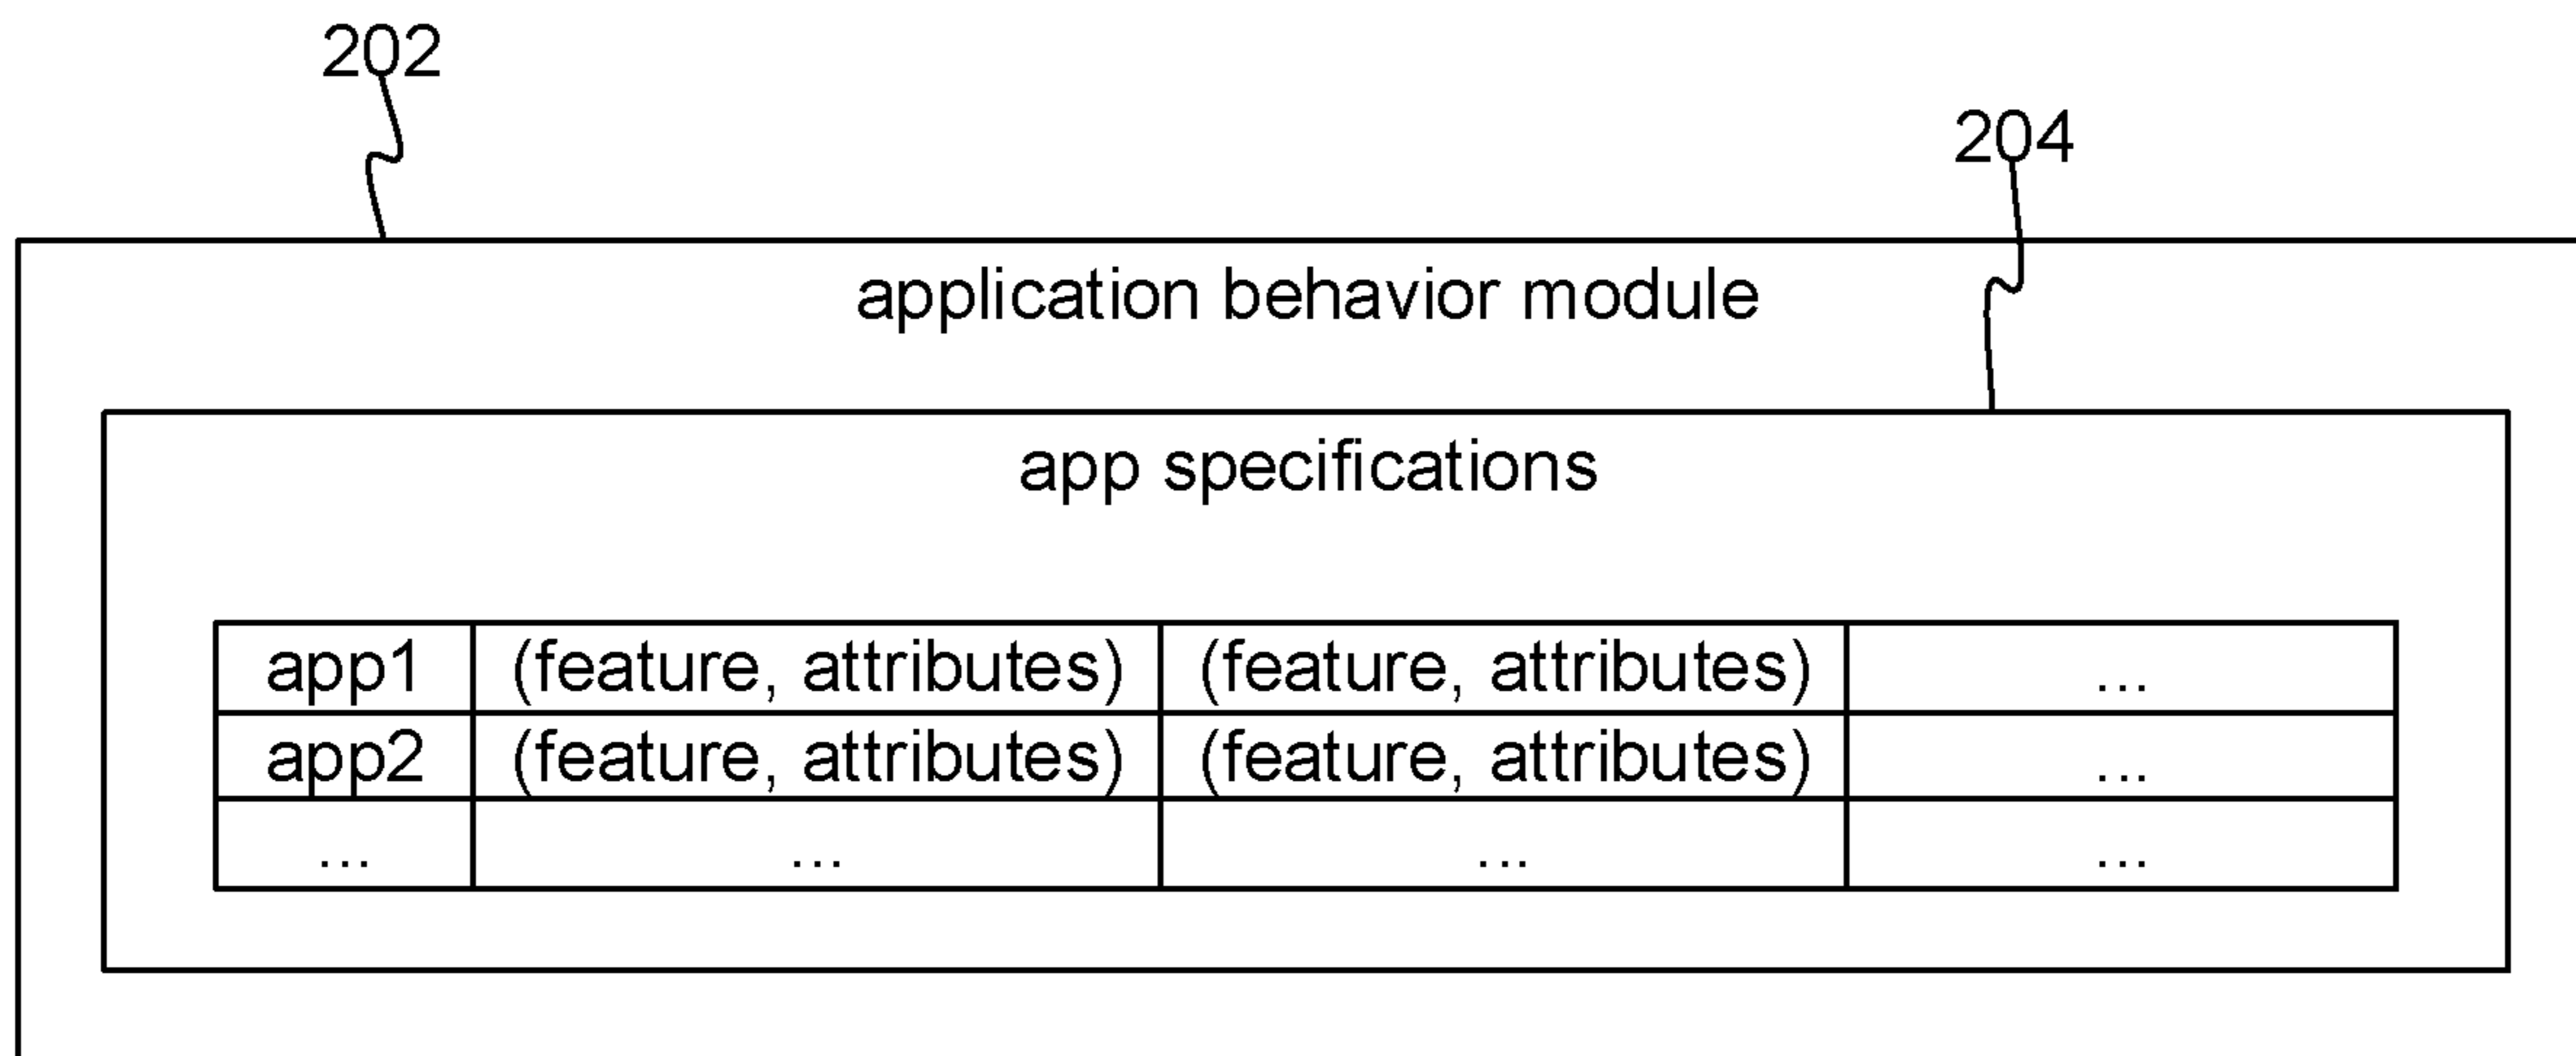 202
204
application behavior module
app specifications
app1 (feature, attributes) (feature, attributes) ...
app2 (feature, attributes) (feature, attributes) ...
... ... ... ...